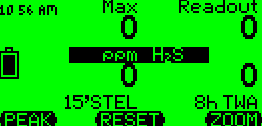 10 56 AM Max Readout
0 0
ppm H₂S
0 0
15'STEL 8h TWA
PEAK RESET ZOOM